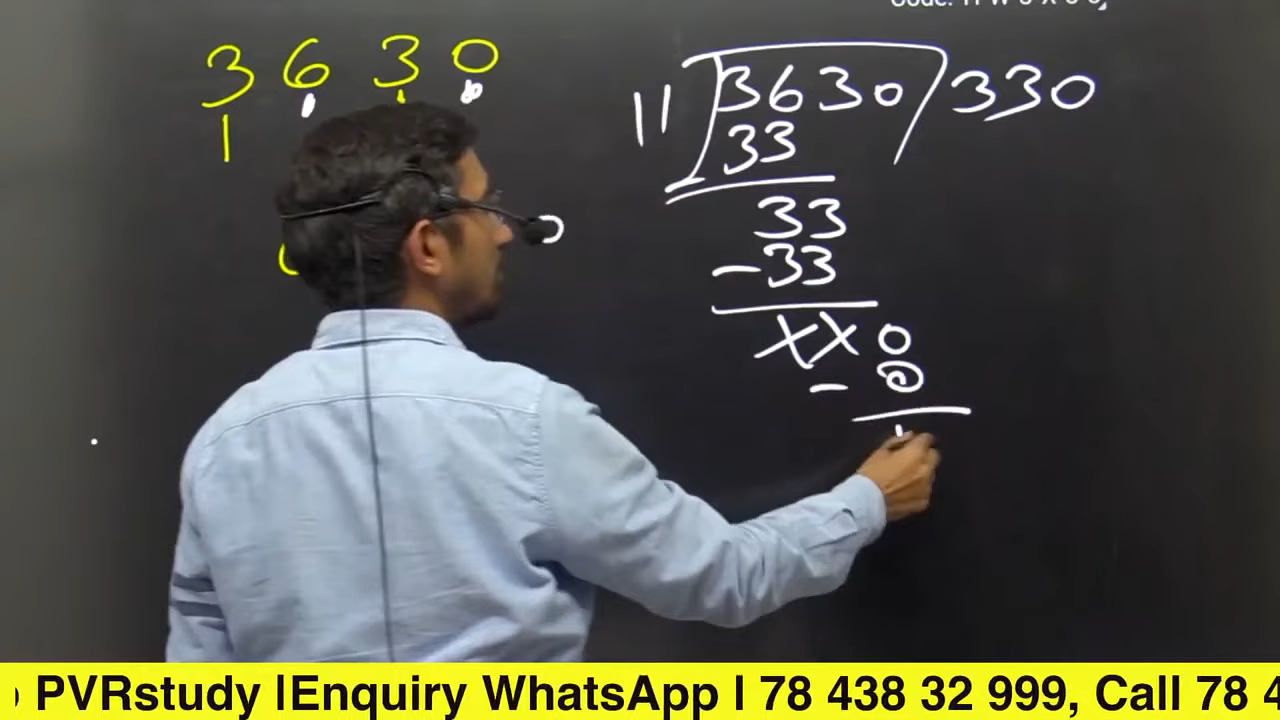 3 6 3 0
1
11 3630 330
33
33
-33
X X 0
- 0
PVRstudy |Enquiry WhatsApp | 78 438 32 999, Call 78 4